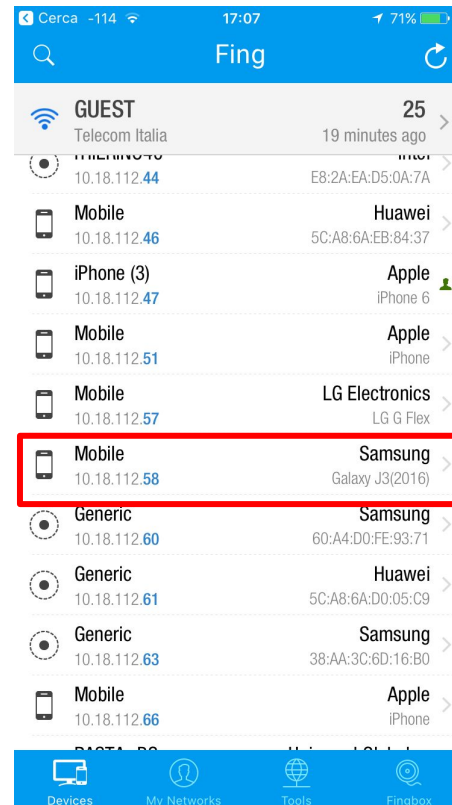 Cerca -114 17:07 71%
Fing
GUEST 25
Telecom Italia 19 minutes ago
10.18.112.44 E8:2A:EA:D5:0A:7A
Mobile Huawei
10.18.112.46 5C:A8:6A:EB:84:37
iPhone (3) Apple
10.18.112.47 iPhone 6
Mobile Apple
10.18.112.51 iPhone
Mobile LG Electronics
10.18.112.57 LG G Flex
Mobile Samsung
10.18.112.58 Galaxy J3(2016)
Generic Samsung
10.18.112.60 60:A4:D0:FE:93:71
Generic Huawei
10.18.112.61 5C:A8:6A:D0:05:C9
Generic Samsung
10.18.112.63 38:AA:3C:6D:16:B0
Mobile Apple
10.18.112.66 iPhone
Devices My Networks Tools Fingbox